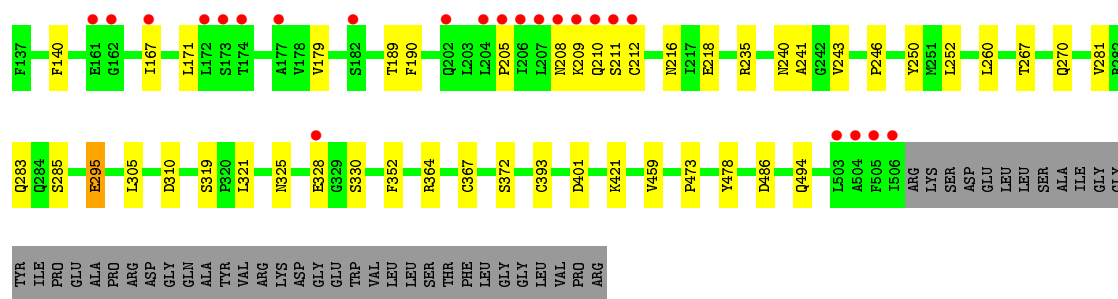 F137 F140 E161 G162 I167 L171 L172 S173 T174 A177 V178 V179 S182 T189 F190 Q202 L203 L204 P205 I206 L207 N208 K209 Q210 S211 C212 N216 I217 E218 R235 N240 A241 G242 V243 P246 Y250 M251 L252 L260 T267 Q270 V281 R282
Q283 Q284 S285 E295 L305 D310 S319 P320 L321 N325 E328 G329 S330 F352 R364 C367 S372 C393 D401 K421 V459 P473 Y478 D486 Q494 L503 A504 F505 I506 ARG LYS SER ASP GLU LEU LEU SER ALA ILE GLY GLY
TYR ILE PRO GLU ALA PRO ARG ASP GLY GLN ALA TYR VAL ARG LYS ASP GLY GLU TRP VAL LEU LEU SER THR PHE LEU GLY GLY LEU VAL PRO ARG